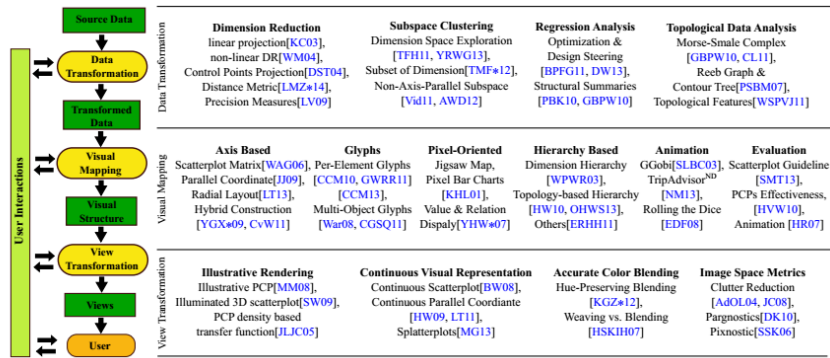 Source Data
Data
Transformation
Transformed
Data
Visual
Mapping
Visual
Structure
View
Transformation
Views
User
User Interactions
Data Transformation
Dimension Reduction
linear projection[KC03],
non-linear DR[WM04],
Control Points Projection[DST04]
Distance Metric[LMZ*14]
Precision Measures[LV09]
Subspace Clustering
Dimension Space Exploration
[TFH11, YRWG13],
Subset of Dimension[TMF*12]
Non-Axis-Parallel Subspace
[Vid11, AWD12]
Regression Analysis
Optimization &
Design Steering
[BPFG11, DW13]
Structural Summaries
[PBK10, GBPW10]
Topological Data Analysis
Morse-Smale Complex
[GBPW10, CL11]
Reeb Graph &
Contour Tree[PSBM07]
Topological Features[WSPVJ11]
Visual Mapping
Axis Based
Scatterplot Matrix[WAG06]
Parallel Coordinate[JJ09],
Radial Layout[LT13]
Hybrid Construction
[YGX*09, CvW11]
Glyphs
Per-Element Glyphs
[CCM10, GWRR11]
[CCM13],
Multi-Object Glyphs
[War08, CGSQ11]
Pixel-Oriented
Jigsaw Map,
Pixel Bar Charts
[KHL01]
Value & Relation
Dispaly[YHW*07]
Hierarchy Based
Dimension Hierarchy
[WPWR03],
Topology-based Hierarchy
[HW10, OHWS13],
Others[ERHH11]
Animation
GGobi[SLBC03]
TripAdvisorᴺᴰ
[NM13],
Rolling the Dice
[EDF08]
Evaluation
Scatterplot Guideline
[SMT13],
PCPs Effectiveness,
[HVW10]
Animation [HR07]
View Transformation
Illustrative Rendering
Illustrative PCP[MM08]
Illuminated 3D scatterplot[SW09],
PCP density based
transfer function[JLJC05]
Continuous Visual Representation
Continuous Scatterplot[BW08]
Continuous Parallel Coordiante
[HW09, LT11]
Splatterplots[MG13]
Accurate Color Blending
Hue-Preserving Blending
[KGZ*12]
Weaving vs. Blending
[HSKIH07]
Image Space Metrics
Clutter Reduction
[AdOL04, JC08]
Pargnostics[DK10]
Pixnostic[SSK06]